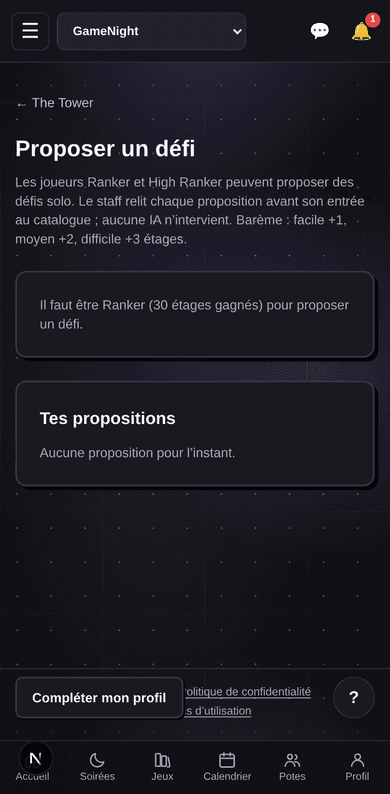 GameNight
1
← The Tower
Proposer un défi
Les joueurs Ranker et High Ranker peuvent proposer des
défis solo. Le staff relit chaque proposition avant son entrée
au catalogue ; aucune IA n’intervient. Barème : facile +1,
moyen +2, difficile +3 étages.
Il faut être Ranker (30 étages gagnés) pour proposer
un défi.
Tes propositions
Aucune proposition pour l’instant.
Compléter mon profil
olitique de confidentialité
s d’utilisation
?
N
Accueil
Soirées
Jeux
Calendrier
Potes
Profil